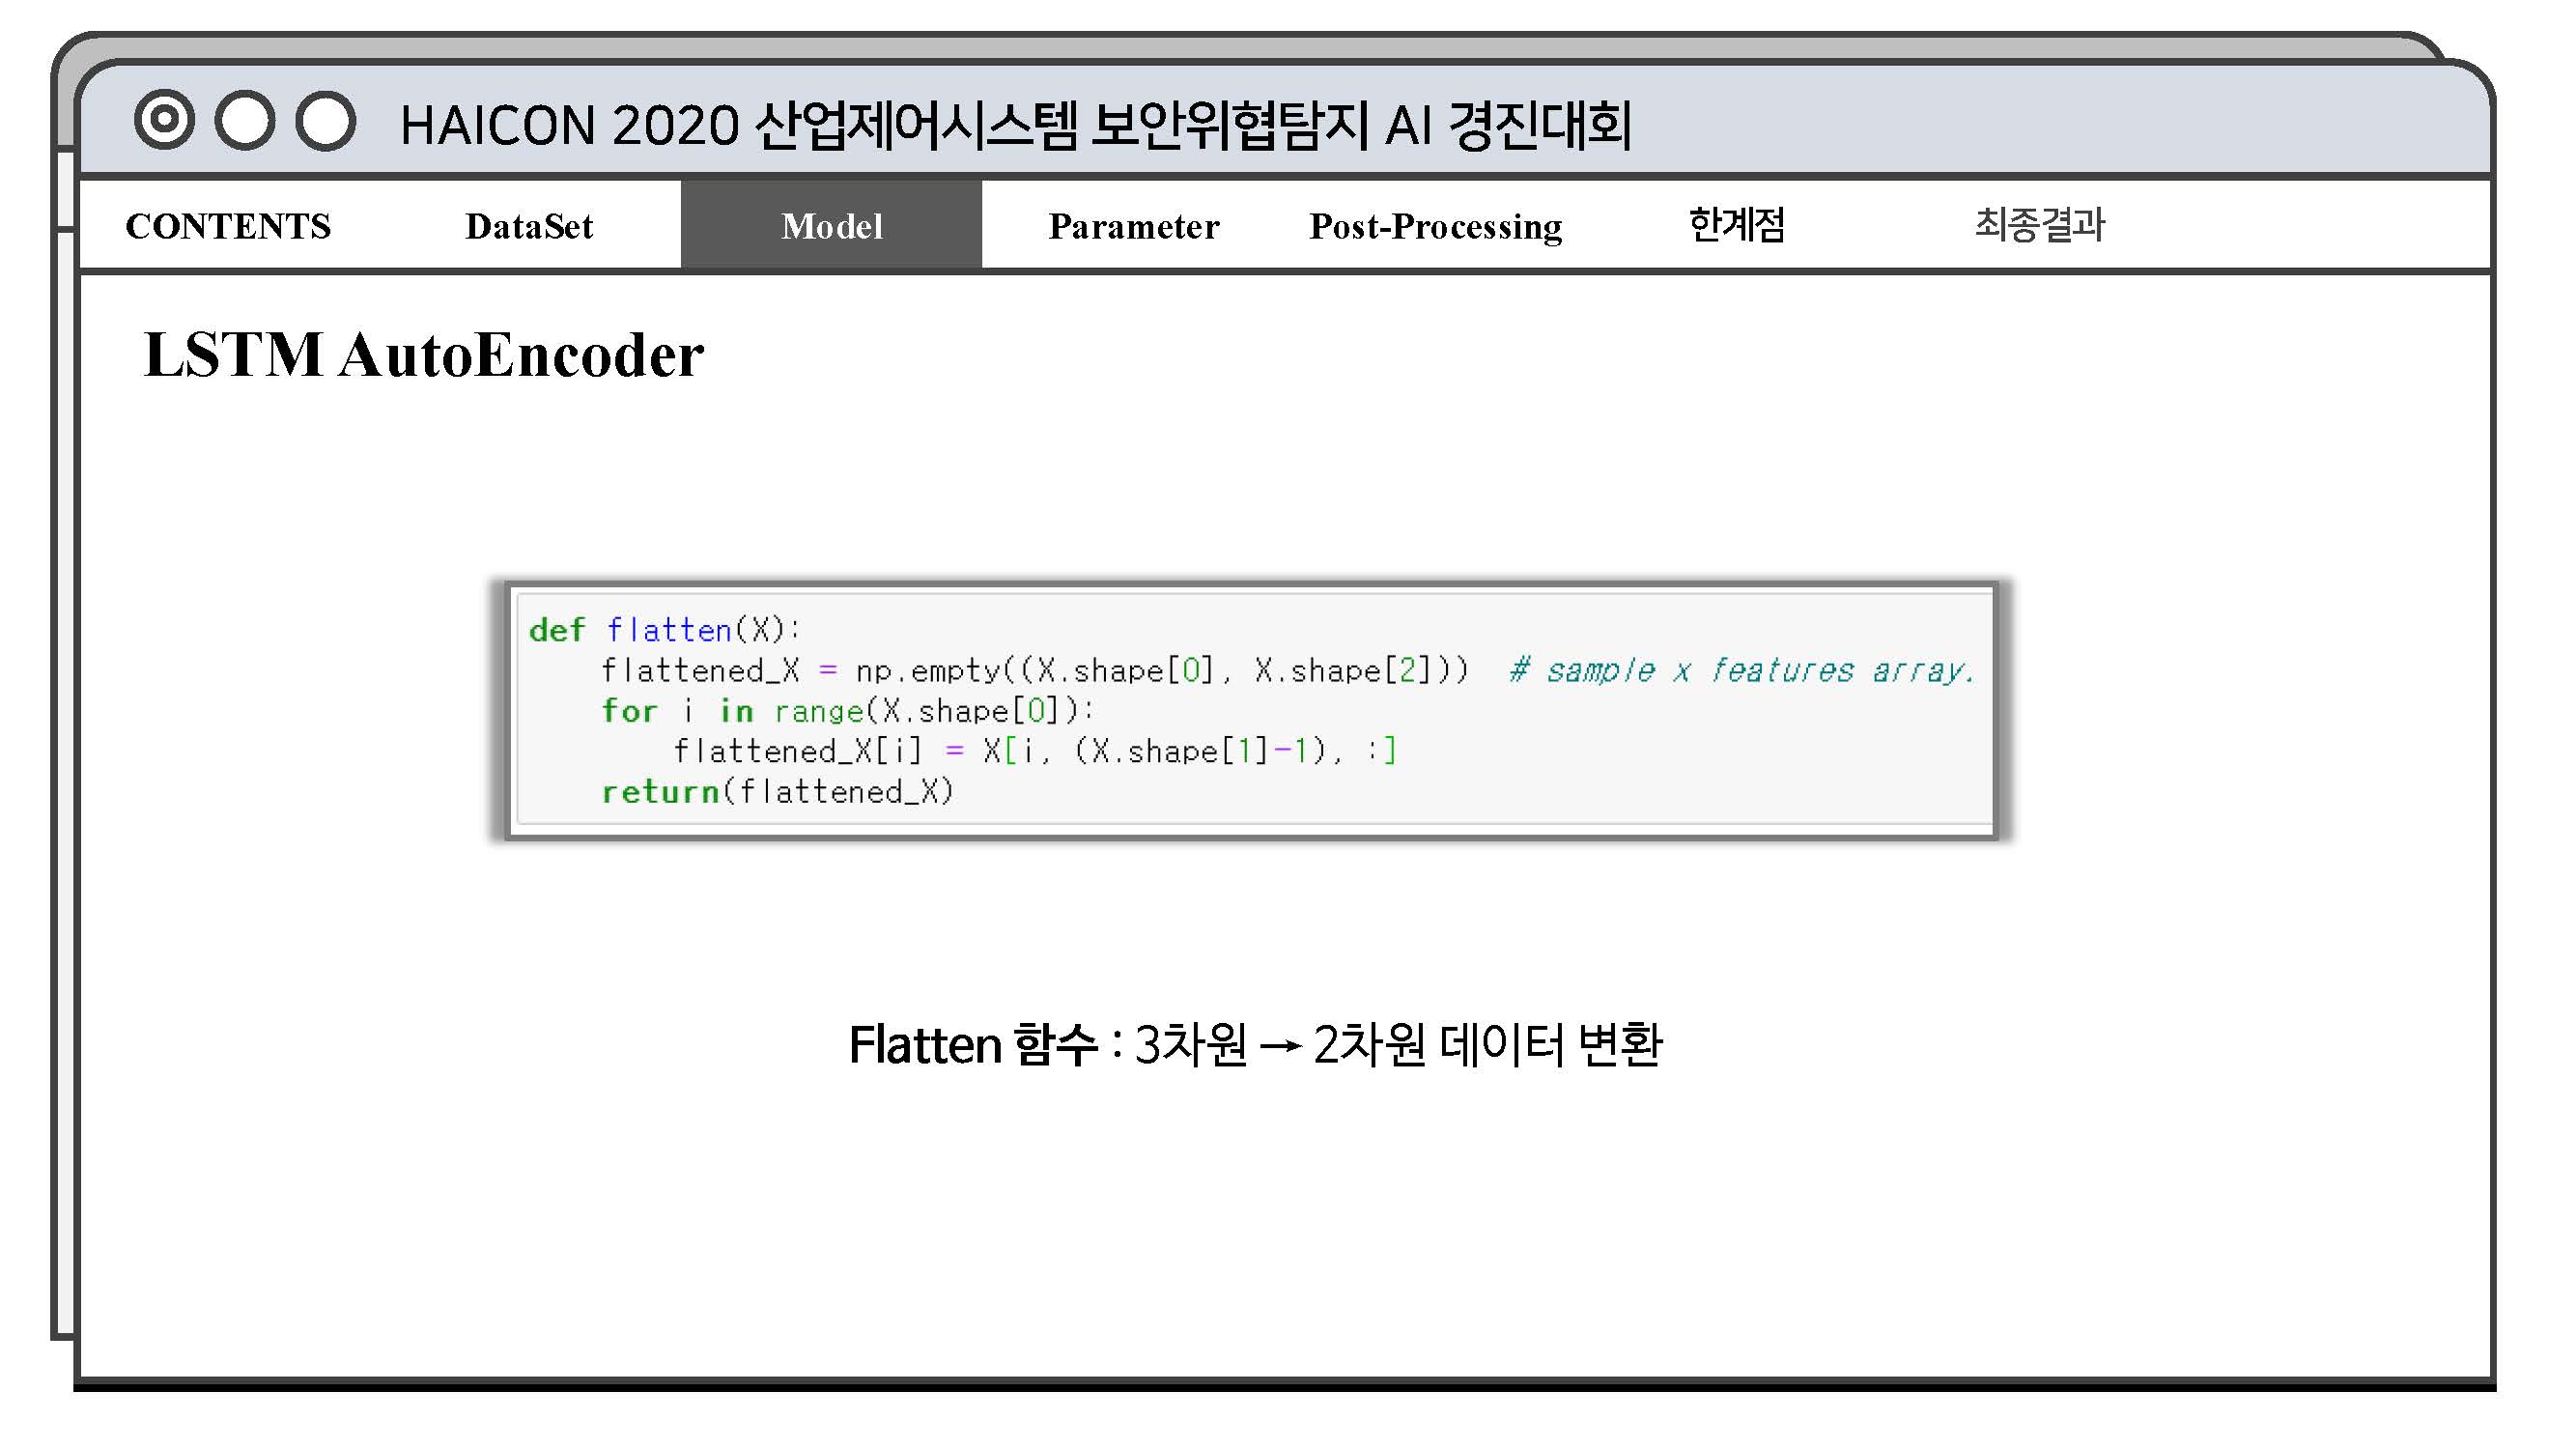 HAICON 2020 산업제어시스템 보안위협탐지 AI 경진대회
CONTENTS DataSet Model Parameter Post-Processing 한계점 최종결과
LSTM AutoEncoder
def flatten(X):
    flattened_X = np.empty((X.shape[0], X.shape[2]))  # sample x features array.
    for i in range(X.shape[0]):
        flattened_X[i] = X[i, (X.shape[1]-1), :]
    return(flattened_X)
Flatten 함수 : 3차원 → 2차원 데이터 변환